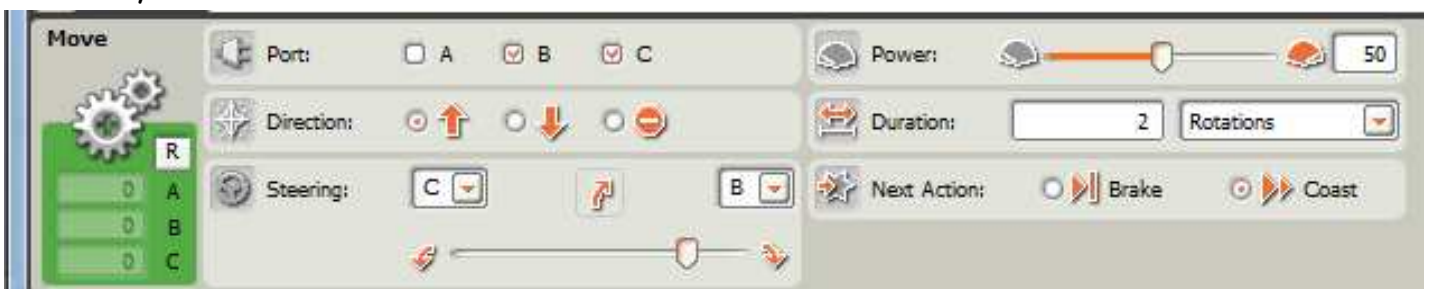 Move
Port: A B C
Power: 50
Direction:
Duration: 2 Rotations
R
Steering: C B
Next Action: Brake Coast
0 A
0 B
0 C